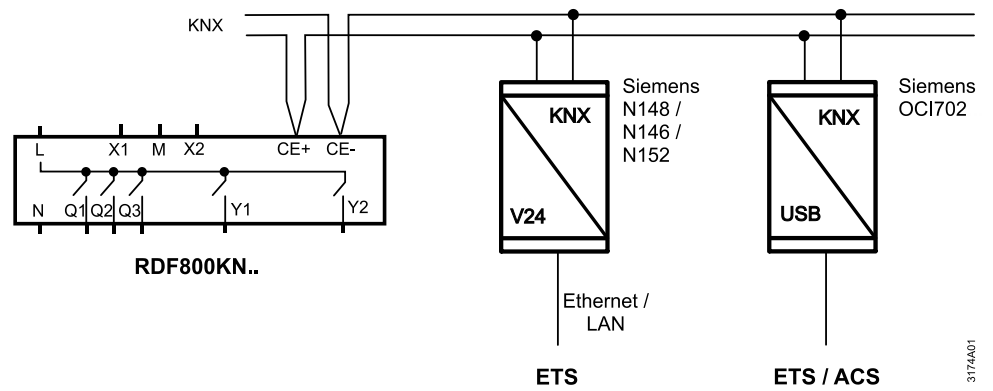 KNX
Siemens
N148 /
N146 /
N152
Siemens
OCI702
KNX
KNX
L X1 M X2 CE+ CE-
N Q1 Q2 Q3 Y1 Y2
V24
USB
RDF800KN..
Ethernet /
LAN
ETS
ETS / ACS
3174A01